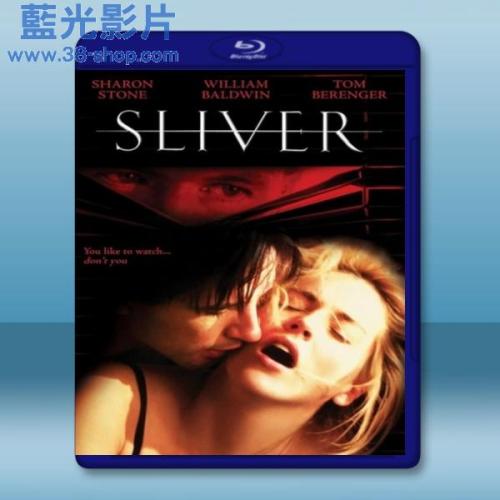 藍光影片
www.38-shop.com
Blu-ray Disc
SHARON STONE
WILLIAM BALDWIN
TOM BERENGER
SLIVER
You like to watch...
don't you